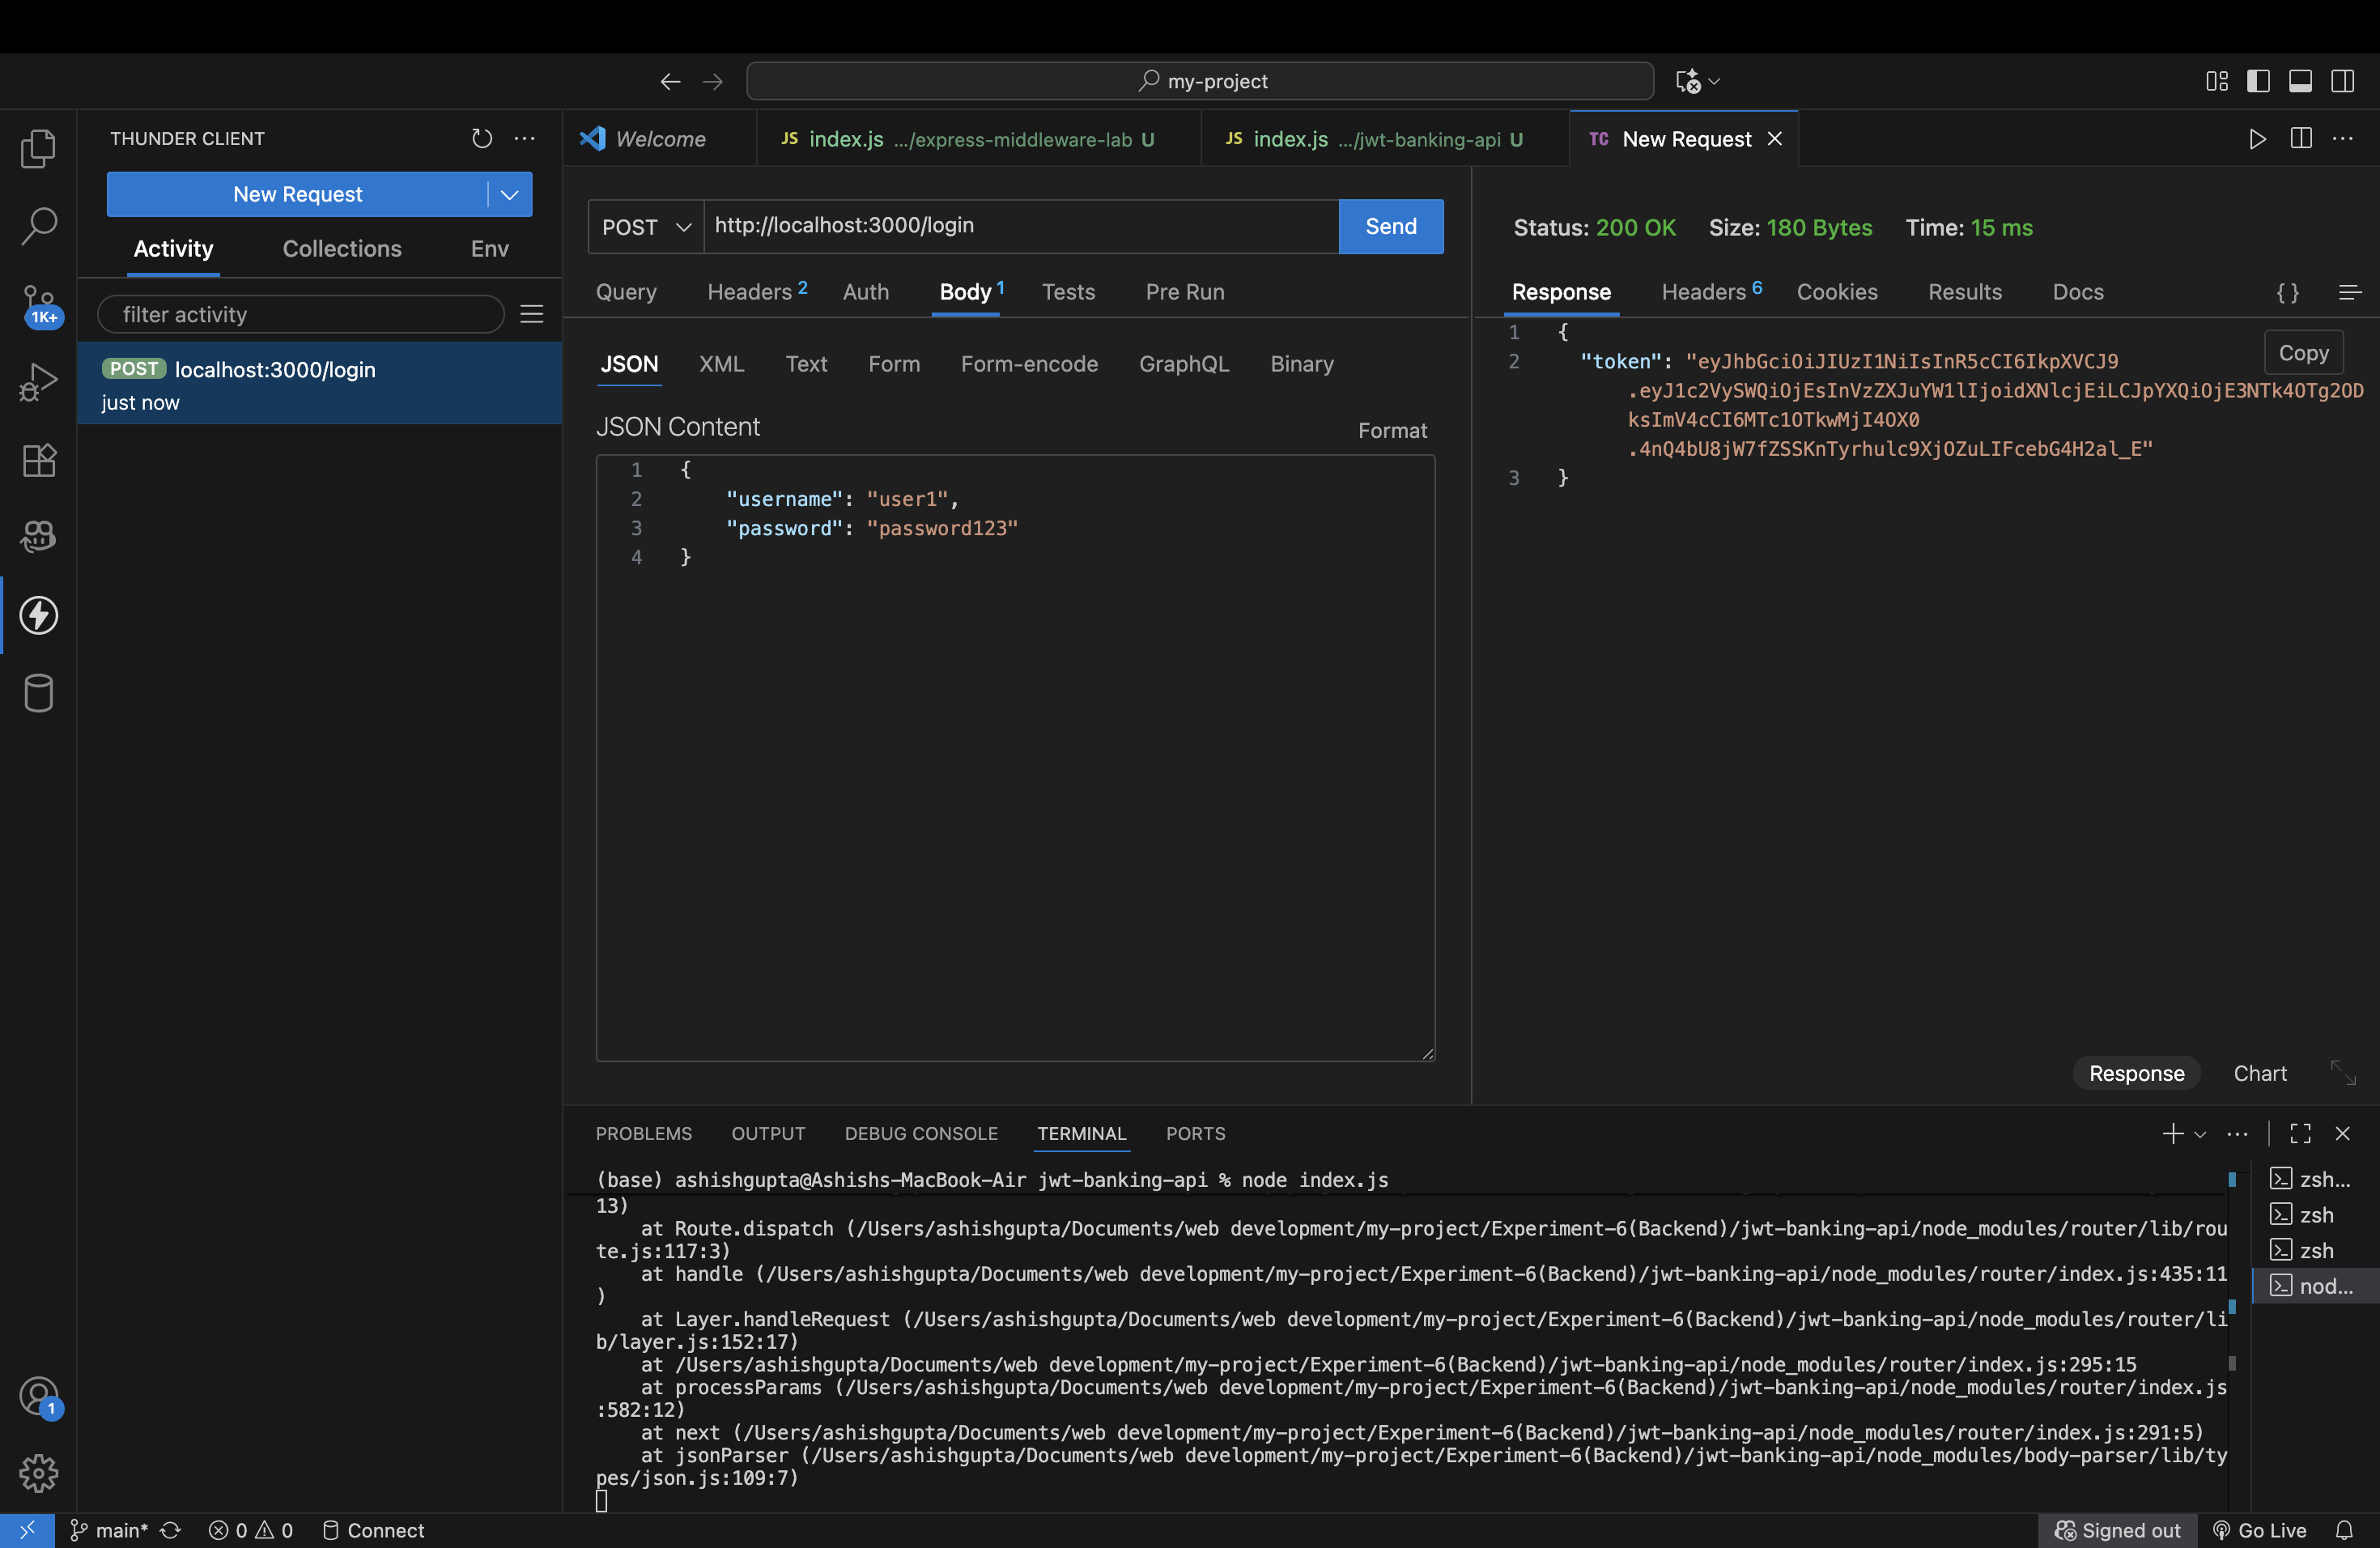 my-project
THUNDER CLIENT
New Request
Activity Collections Env
filter activity
POST localhost:3000/login
just now
1K+
1
Welcome
JS index.js .../express-middleware-lab U
JS index.js .../jwt-banking-api U
TC New Request
POST http://localhost:3000/login Send
Query Headers 2 Auth Body 1 Tests Pre Run
JSON XML Text Form Form-encode GraphQL Binary
JSON Content Format
1 {
2 "username": "user1",
3 "password": "password123"
4 }
Status: 200 OK Size: 180 Bytes Time: 15 ms
Response Headers 6 Cookies Results Docs { }
Copy
1 {
2 "token": "eyJhbGciOiJIUzI1NiIsInR5cCI6IkpXVCJ9
.eyJ1c2VySWQiOjEsInVzZXJuYW1lIjoidXNlcjEiLCJpYXQiOjE3NTk4OTg2OD
ksImV4cCI6MTc1OTkwMjI4OX0
.4nQ4bU8jW7fZSSKnTyrhulc9XjOZuLIFcebG4H2al_E"
3 }
Response Chart
PROBLEMS OUTPUT DEBUG CONSOLE TERMINAL PORTS
(base) ashishgupta@Ashishs-MacBook-Air jwt-banking-api % node index.js
13)
at Route.dispatch (/Users/ashishgupta/Documents/web development/my-project/Experiment-6(Backend)/jwt-banking-api/node_modules/router/lib/rou
te.js:117:3)
at handle (/Users/ashishgupta/Documents/web development/my-project/Experiment-6(Backend)/jwt-banking-api/node_modules/router/index.js:435:11
)
at Layer.handleRequest (/Users/ashishgupta/Documents/web development/my-project/Experiment-6(Backend)/jwt-banking-api/node_modules/router/li
b/layer.js:152:17)
at /Users/ashishgupta/Documents/web development/my-project/Experiment-6(Backend)/jwt-banking-api/node_modules/router/index.js:295:15
at processParams (/Users/ashishgupta/Documents/web development/my-project/Experiment-6(Backend)/jwt-banking-api/node_modules/router/index.js
:582:12)
at next (/Users/ashishgupta/Documents/web development/my-project/Experiment-6(Backend)/jwt-banking-api/node_modules/router/index.js:291:5)
at jsonParser (/Users/ashishgupta/Documents/web development/my-project/Experiment-6(Backend)/jwt-banking-api/node_modules/body-parser/lib/ty
pes/json.js:109:7)
zsh...
zsh
zsh
nod...
main* 0 0 Connect
Signed out Go Live